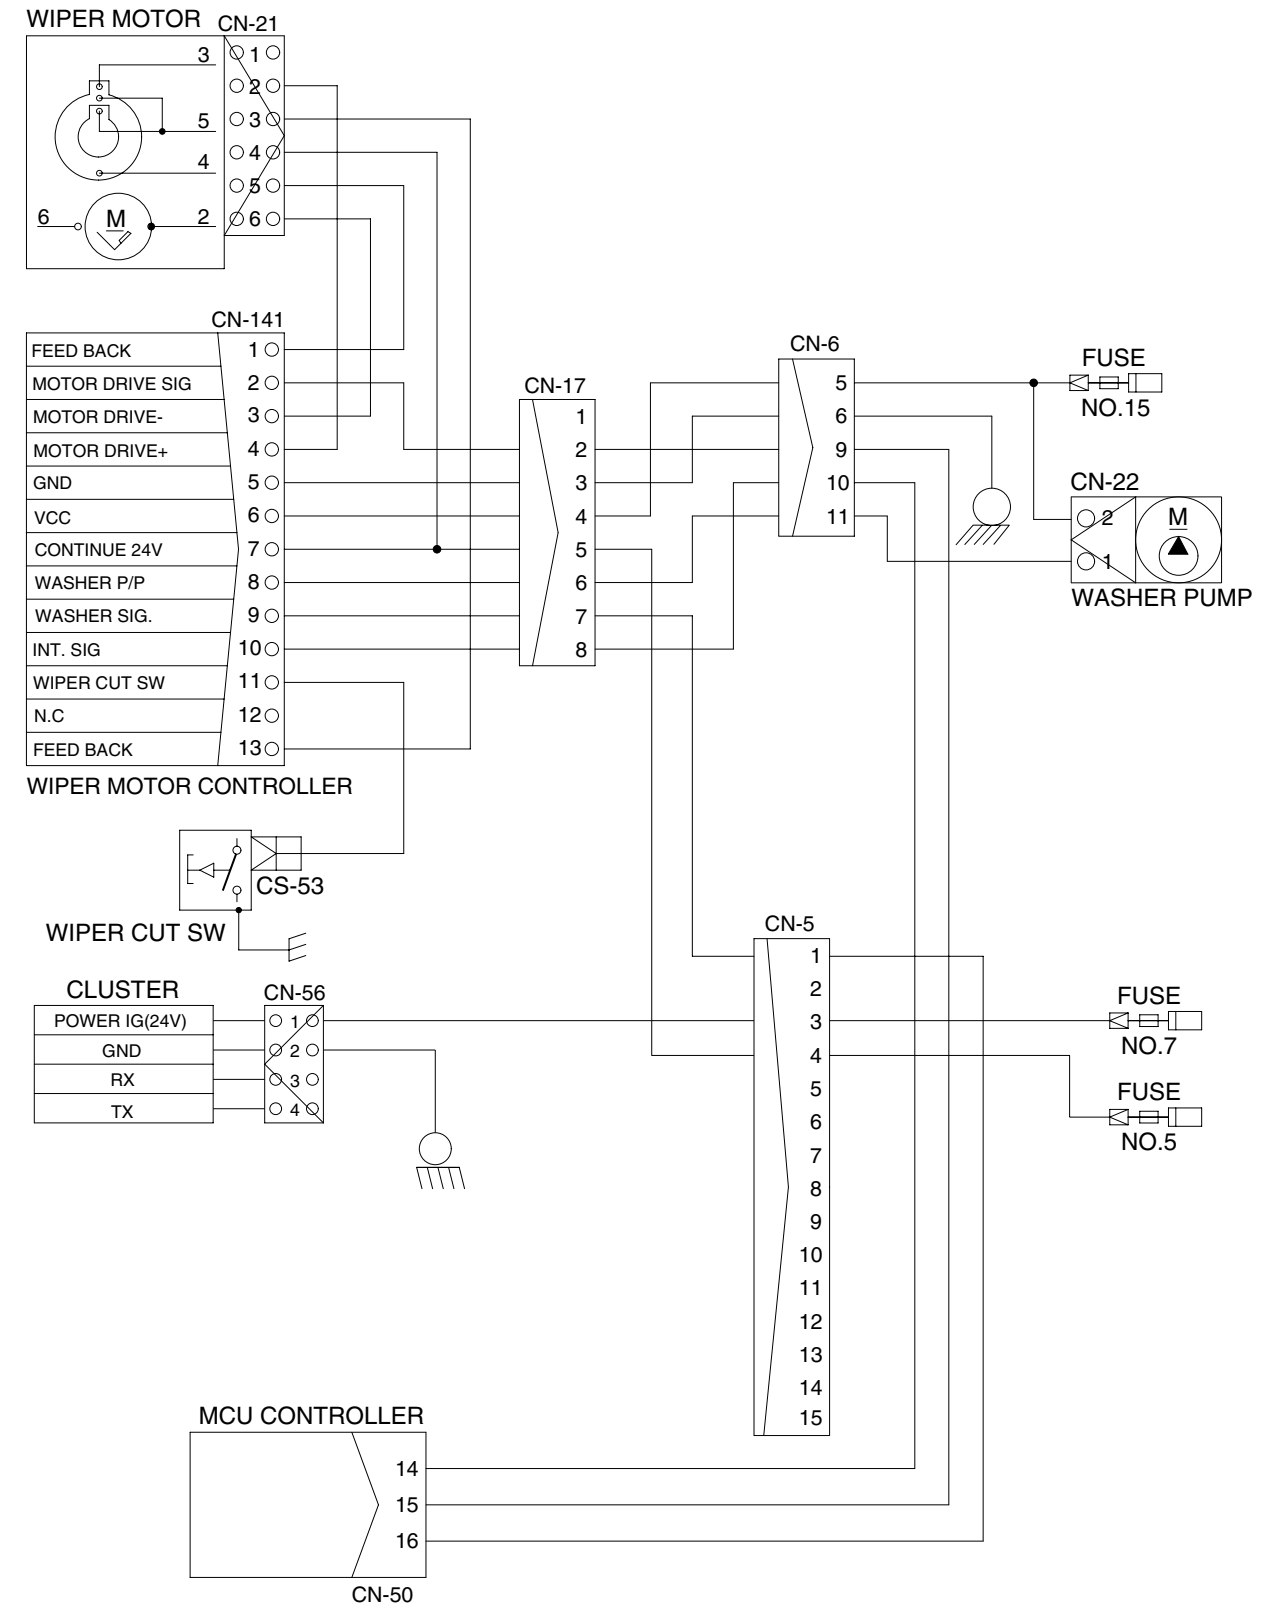 WIPER MOTOR
CN-21
3
5
4
6
M
2
1
2
3
4
5
6
CN-141
FEED BACK 1
MOTOR DRIVE SIG 2
MOTOR DRIVE- 3
MOTOR DRIVE+ 4
GND 5
VCC 6
CONTINUE 24V 7
WASHER P/P 8
WASHER SIG. 9
INT. SIG 10
WIPER CUT SW 11
N.C 12
FEED BACK 13
WIPER MOTOR CONTROLLER
CN-17
1
2
3
4
5
6
7
8
CN-6
5
6
9
10
11
FUSE
NO.15
CN-22
2
1
M
WASHER PUMP
CS-53
WIPER CUT SW
CLUSTER
CN-56
POWER IG(24V) 1
GND 2
RX 3
TX 4
CN-5
1
2
3
4
5
6
7
8
9
10
11
12
13
14
15
FUSE
NO.7
FUSE
NO.5
MCU CONTROLLER
14
15
16
CN-50